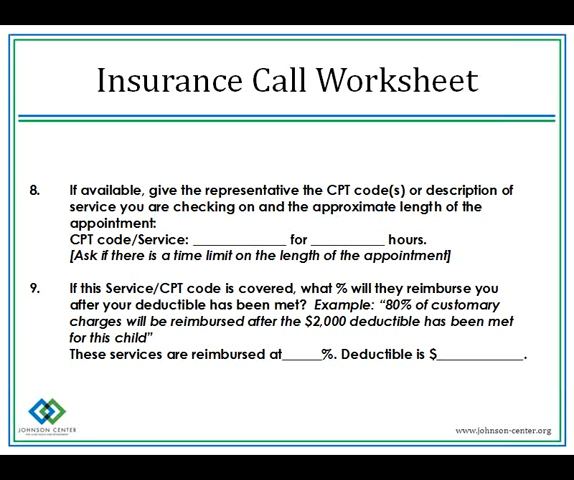 Insurance Call Worksheet
8. If available, give the representative the CPT code(s) or description of
service you are checking on and the approximate length of the
appointment:
CPT code/Service: ______________ for ___________ hours.
[Ask if there is a time limit on the length of the appointment]
9. If this Service/CPT code is covered, what % will they reimburse you
after your deductible has been met? Example: “80% of customary
charges will be reimbursed after the $2,000 deductible has been met
for this child”
These services are reimbursed at______%. Deductible is $_____________.
JOHNSON CENTER
www.johnson-center.org